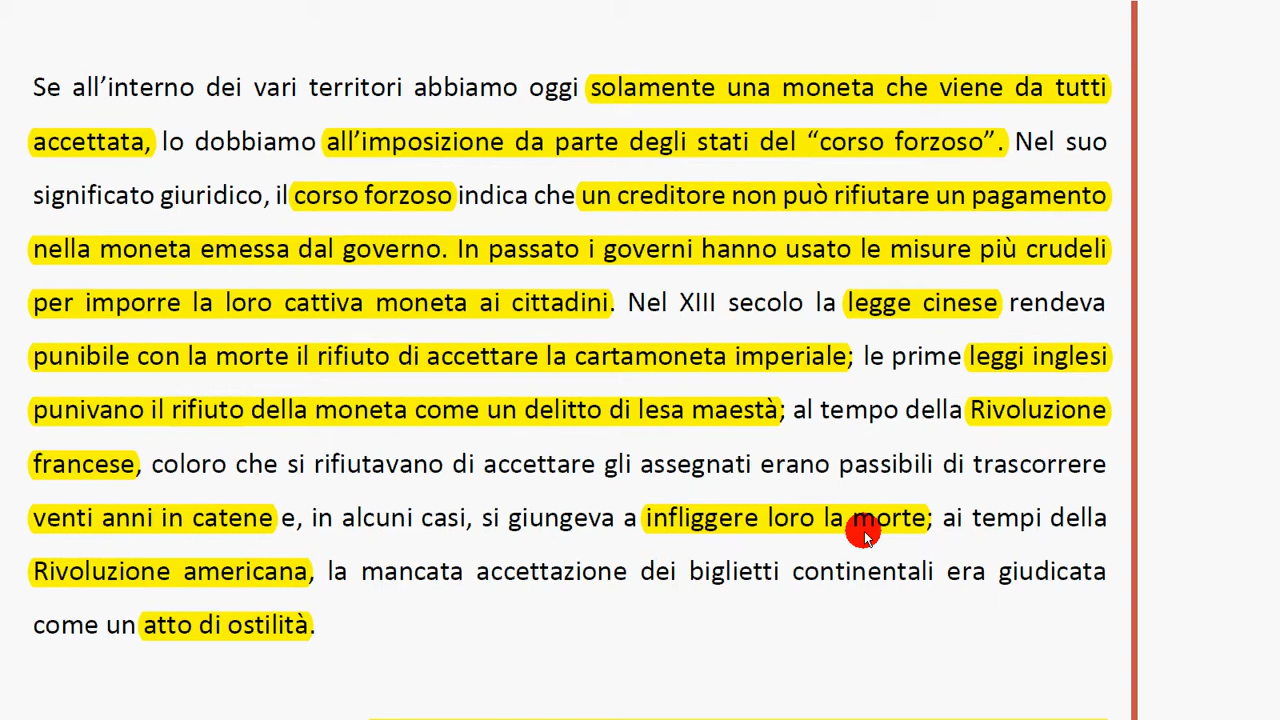 Se all’interno dei vari territori abbiamo oggi solamente una moneta che viene da tutti
accettata, lo dobbiamo all’imposizione da parte degli stati del “corso forzoso”. Nel suo
significato giuridico, il corso forzoso indica che un creditore non può rifiutare un pagamento
nella moneta emessa dal governo. In passato i governi hanno usato le misure più crudeli
per imporre la loro cattiva moneta ai cittadini. Nel XIII secolo la legge cinese rendeva
punibile con la morte il rifiuto di accettare la cartamoneta imperiale; le prime leggi inglesi
punivano il rifiuto della moneta come un delitto di lesa maestà; al tempo della Rivoluzione
francese, coloro che si rifiutavano di accettare gli assegnati erano passibili di trascorrere
venti anni in catene e, in alcuni casi, si giungeva a infliggere loro la morte; ai tempi della
Rivoluzione americana, la mancata accettazione dei biglietti continentali era giudicata
come un atto di ostilità.